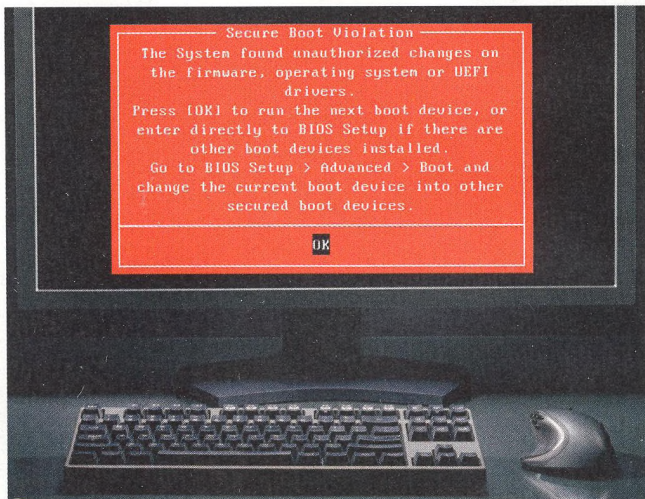 Secure Boot Violation
The System found unauthorized changes on
the firmware, operating system or UEFI
drivers.
Press [OK] to run the next boot device, or
enter directly to BIOS Setup if there are
other boot devices installed.
Go to BIOS Setup > Advanced > Boot and
change the current boot device into other
secured boot devices.
OK